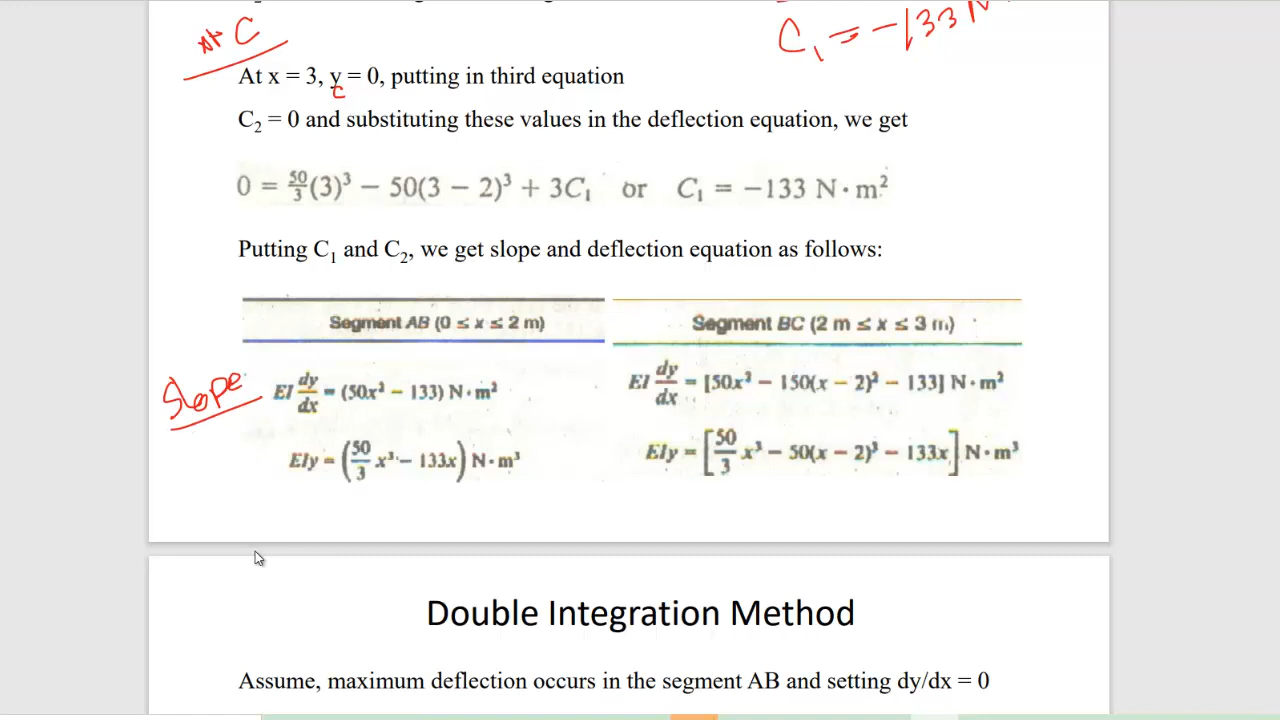 at C
C₁ = -133 N
At x = 3, y = 0, putting in third equation
c
C₂ = 0 and substituting these values in the deflection equation, we get
0 = 50/3(3)³ − 50(3 − 2)³ + 3C₁ or C₁ = −133 N·m²
Putting C₁ and C₂, we get slope and deflection equation as follows:
Segment AB (0 ≤ x ≤ 2 m)
Segment BC (2 m ≤ x ≤ 3 m)
Slope
EI dy/dx = (50x² − 133) N·m²
EI dy/dx = [50x² − 150(x − 2)² − 133] N·m²
EIy = (50/3 x³ − 133x) N·m³
EIy = [50/3 x³ − 50(x − 2)³ − 133x] N·m³
Double Integration Method
Assume, maximum deflection occurs in the segment AB and setting dy/dx = 0